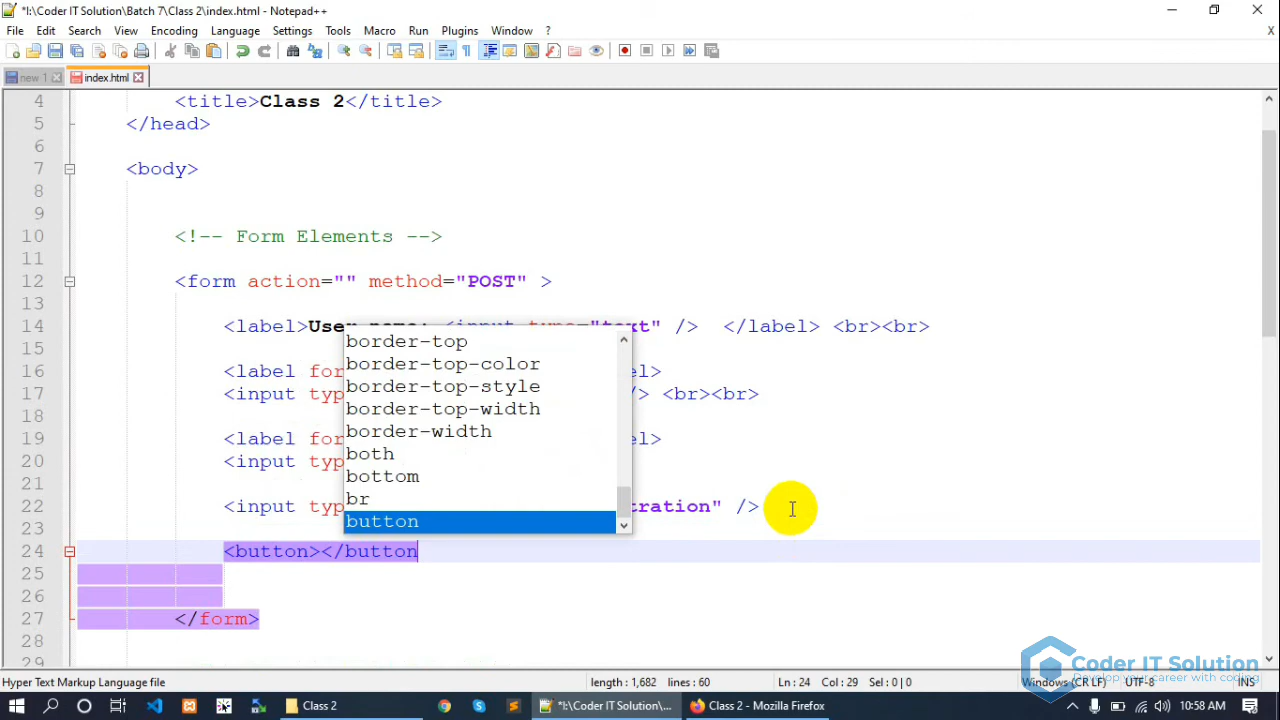 *I:\Coder IT Solution\Batch 7\Class 2\index.html - Notepad++
File Edit Search View Encoding Language Settings Tools Macro Run Plugins Window ?
X
new 1 index.html
4 <title>Class 2</title>
5 </head>
6
7 <body>
8
9
10 <!-- Form Elements -->
11
12 <form action="" method="POST" >
13
14 <label>User name: <input type="text" /> </label> <br><br>
15
16 <label for el>
17 <input typ /> <br><br>
18
19 <label for el>
20 <input typ
21
22 <input typ tration" />
23
24 <button></button
25
26
27 </form>
28
29
border-top
border-top-color
border-top-style
border-top-width
border-width
both
bottom
br
button
Coder IT Solution
Develop your career with coding
Hyper Text Markup Language file length : 1,682 lines : 60 Ln : 24 Col : 29 Sel : 0 | 0 Windows (CR LF) UTF-8 INS
Class 2 *I:\Coder IT Solution\... Class 2 - Mozilla Firefox 10:58 AM